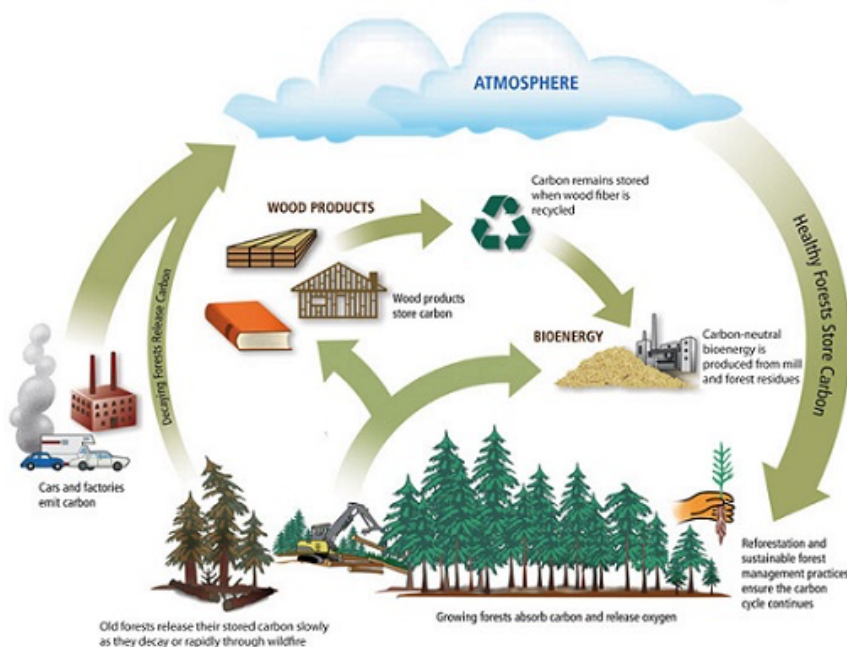 ATMOSPHERE
Carbon remains stored
when wood fiber is
recycled
WOOD PRODUCTS
Wood products
store carbon
BIOENERGY
Carbon-neutral
bioenergy is
produced from mill
and forest residues
Healthy Forests Store Carbon
Decaying Forests Release Carbon
Cars and factories
emit carbon
Old forests release their stored carbon slowly
as they decay or rapidly through wildfire
Growing forests absorb carbon and release oxygen
Reforestation and
sustainable forest
management practices
ensure the carbon
cycle continues